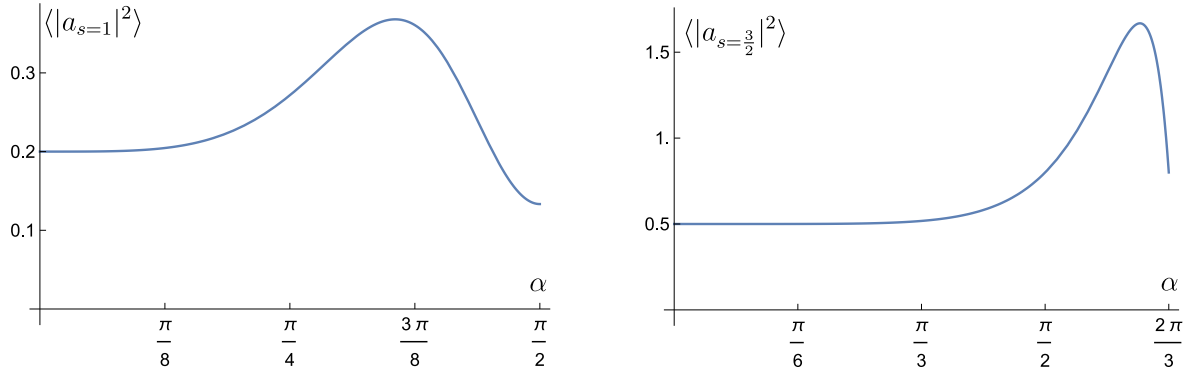 ⟨|a_{s=1}|^2⟩
0.3
0.2
0.1
α
π/8
π/4
3π/8
π/2
⟨|a_{s=\frac{3}{2}}|^2⟩
1.5
1.
0.5
α
π/6
π/3
π/2
2π/3